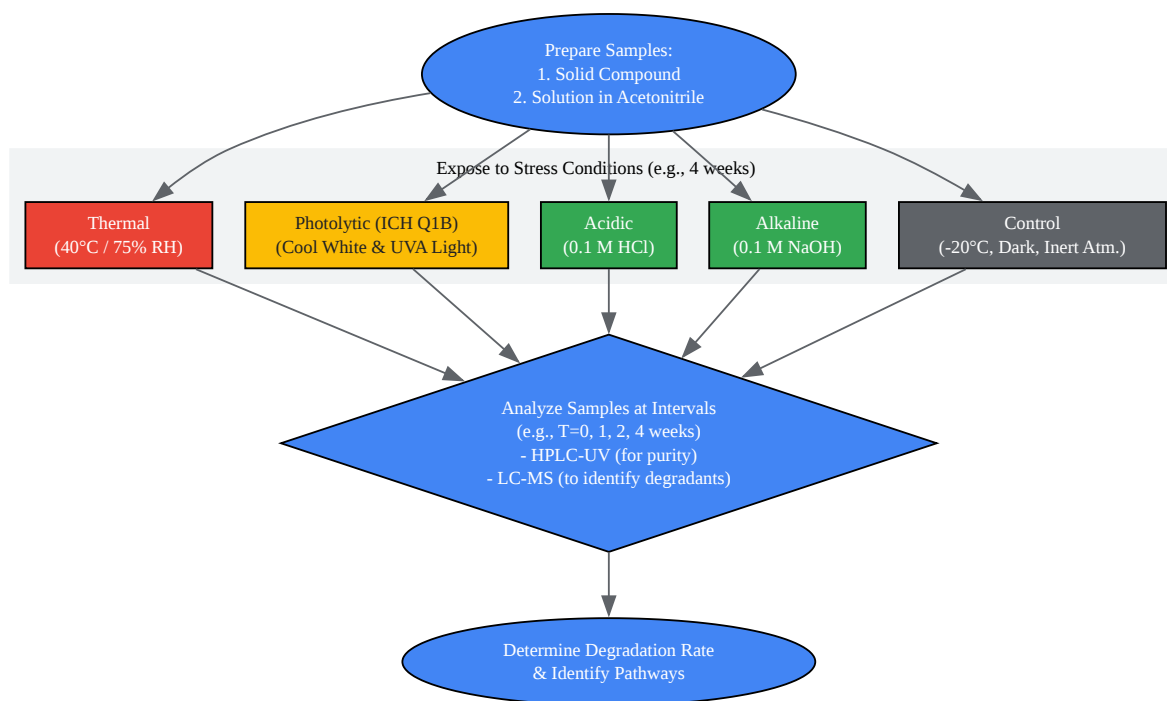 Prepare Samples:
1. Solid Compound
2. Solution in Acetonitrile
Expose to Stress Conditions (e.g., 4 weeks)
Thermal
(40°C / 75% RH)
Photolytic (ICH Q1B)
(Cool White & UVA Light)
Acidic
(0.1 M HCl)
Alkaline
(0.1 M NaOH)
Control
(-20°C, Dark, Inert Atm.)
Analyze Samples at Intervals
(e.g., T=0, 1, 2, 4 weeks)
- HPLC-UV (for purity)
- LC-MS (to identify degradants)
Determine Degradation Rate
& Identify Pathways